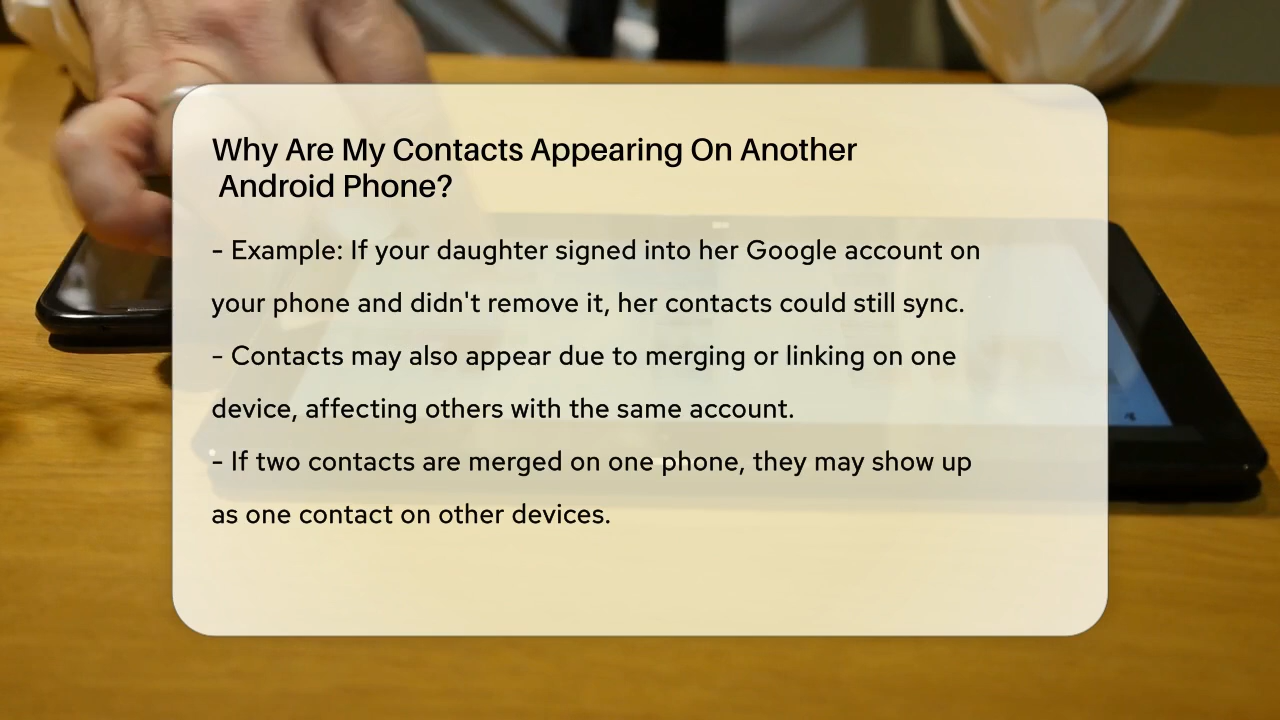 Why Are My Contacts Appearing On Another
Android Phone?
- Example: If your daughter signed into her Google account on
your phone and didn't remove it, her contacts could still sync.
- Contacts may also appear due to merging or linking on one
device, affecting others with the same account.
- If two contacts are merged on one phone, they may show up
as one contact on other devices.